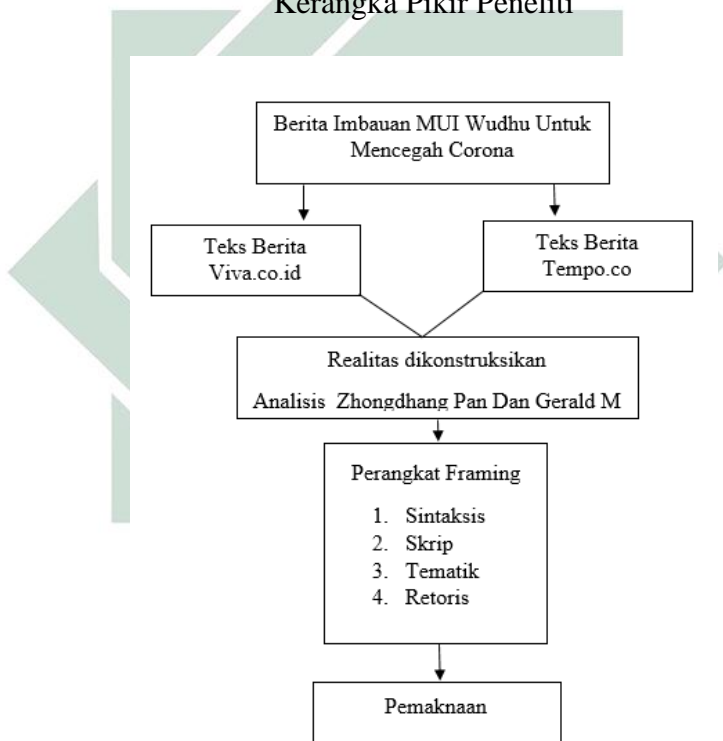 Kerangka Pikir Peneliti
Berita Imbauan MUI Wudhu Untuk
Mencegah Corona
Teks Berita
Viva.co.id
Teks Berita
Tempo.co
Realitas dikonstruksikan
Analisis Zhongdhang Pan Dan Gerald M
Perangkat Framing
1. Sintaksis
2. Skrip
3. Tematik
4. Retoris
Pemaknaan